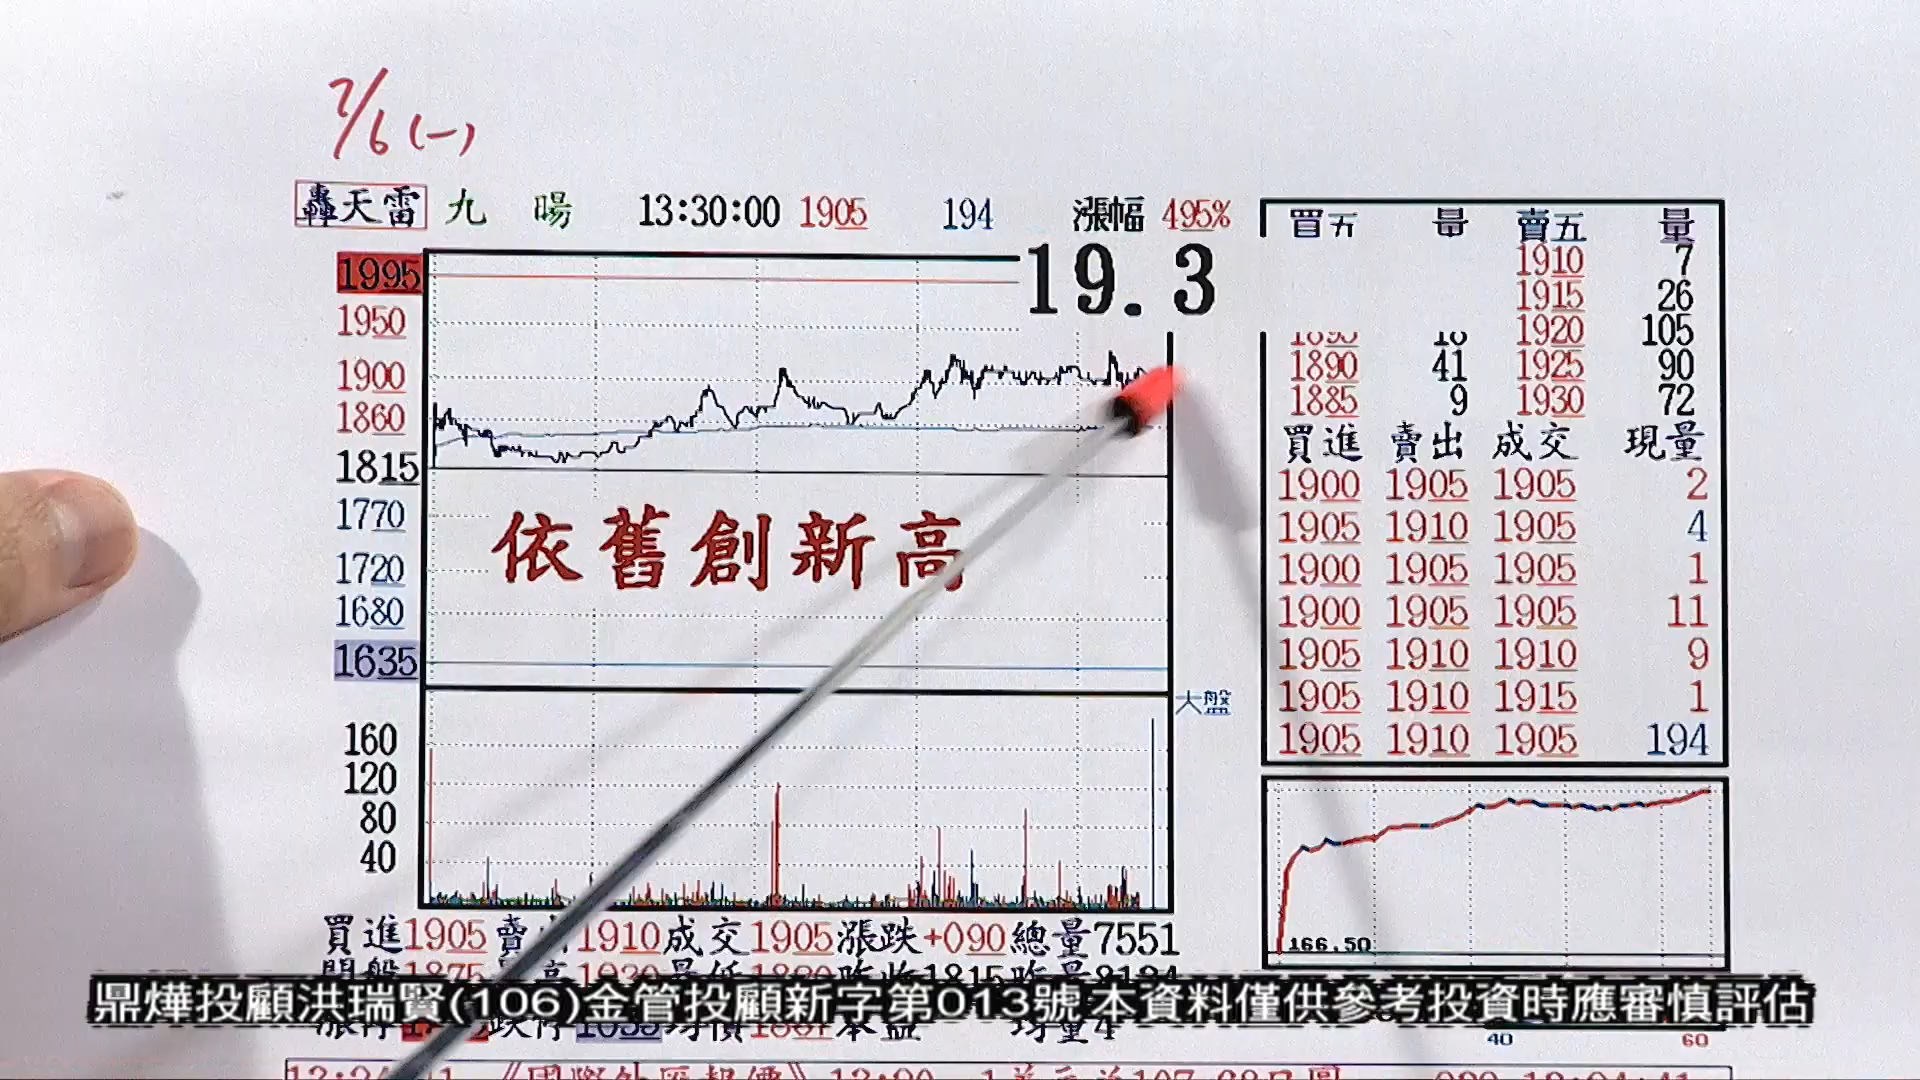 7/6(一)
轟天雷 九 暘 13:30:00 1905 194 漲幅 495%
19.3
1995
1950
1900
1860
1815
1770
1720
1680
1635
依舊創新高
大盤
160
120
80
40
買五 量 賣五 量
1910 7
1915 26
1920 105
1890 41 1925 90
1885 9 1930 72
買進 賣出 成交 現量
1900 1905 1905 2
1905 1910 1905 4
1900 1905 1905 1
1900 1905 1905 11
1905 1910 1910 9
1905 1910 1915 1
1905 1910 1905 194
166.50
買進1905 賣 1910成交1905漲跌+090總量7551
鼎燁投顧洪瑞賢(106)金管投顧新字第013號 本資料僅供參考投資時應審慎評估
40 60